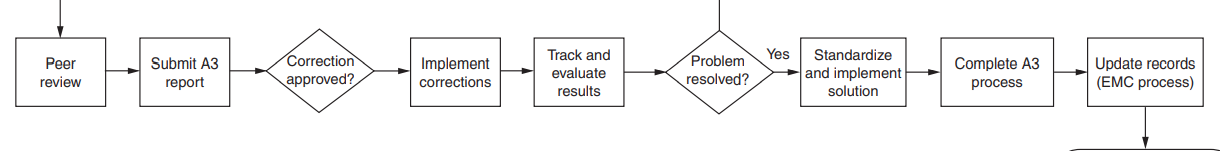 Peer
review
Submit A3
report
Correction
approved?
Implement
corrections
Track and
evaluate
results
Problem
resolved?
Yes
Standardize
and implement
solution
Complete A3
process
Update records
(EMC process)